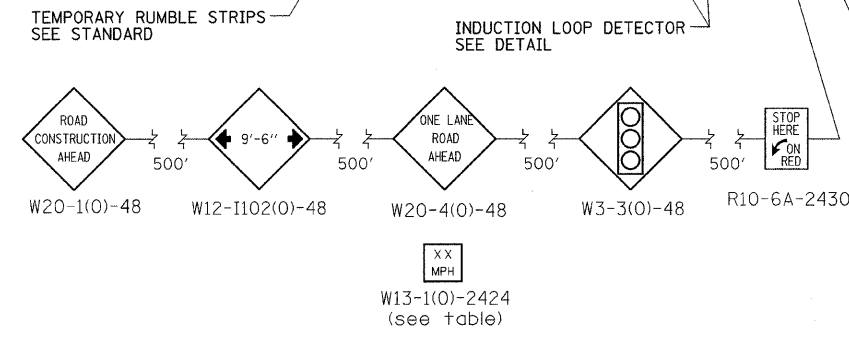 TEMPORARY RUMBLE STRIPS
SEE STANDARD
INDUCTION LOOP DETECTOR
SEE DETAIL
ROAD
CONSTRUCTION
AHEAD
500'
W20-1(O)-48
9'-6"
500'
W12-I102(O)-48
ONE LANE
ROAD
AHEAD
500'
W20-4(O)-48
500'
W3-3(O)-48
STOP
HERE
ON
RED
R10-6A-2430
XX
MPH
W13-1(O)-2424
(see table)